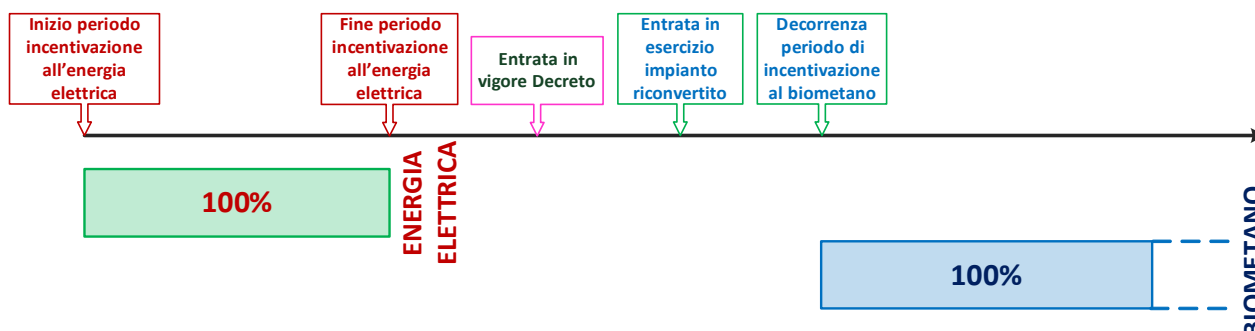 Inizio periodo
incentivazione
all'energia
elettrica
Fine periodo
incentivazione
all'energia
elettrica
Entrata in
vigore Decreto
Entrata in
esercizio
impianto
riconvertito
Decorrenza
periodo di
incentivazione
al biometano
100%
ENERGIA
ELETTRICA
100%
BIOMETANO